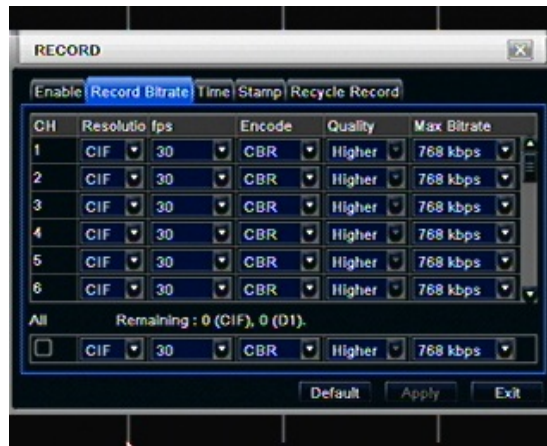 RECORD
Enable Record Bitrate Time Stamp Recycle Record
CH Resolutio fps Encode Quality Max Bitrate
1 CIF 30 CBR Higher 768 kbps
2 CIF 30 CBR Higher 768 kbps
3 CIF 30 CBR Higher 768 kbps
4 CIF 30 CBR Higher 768 kbps
5 CIF 30 CBR Higher 768 kbps
6 CIF 30 CBR Higher 768 kbps
All Remaining : 0 (CIF), 0 (D1).
CIF 30 CBR Higher 768 kbps
Default Apply Exit